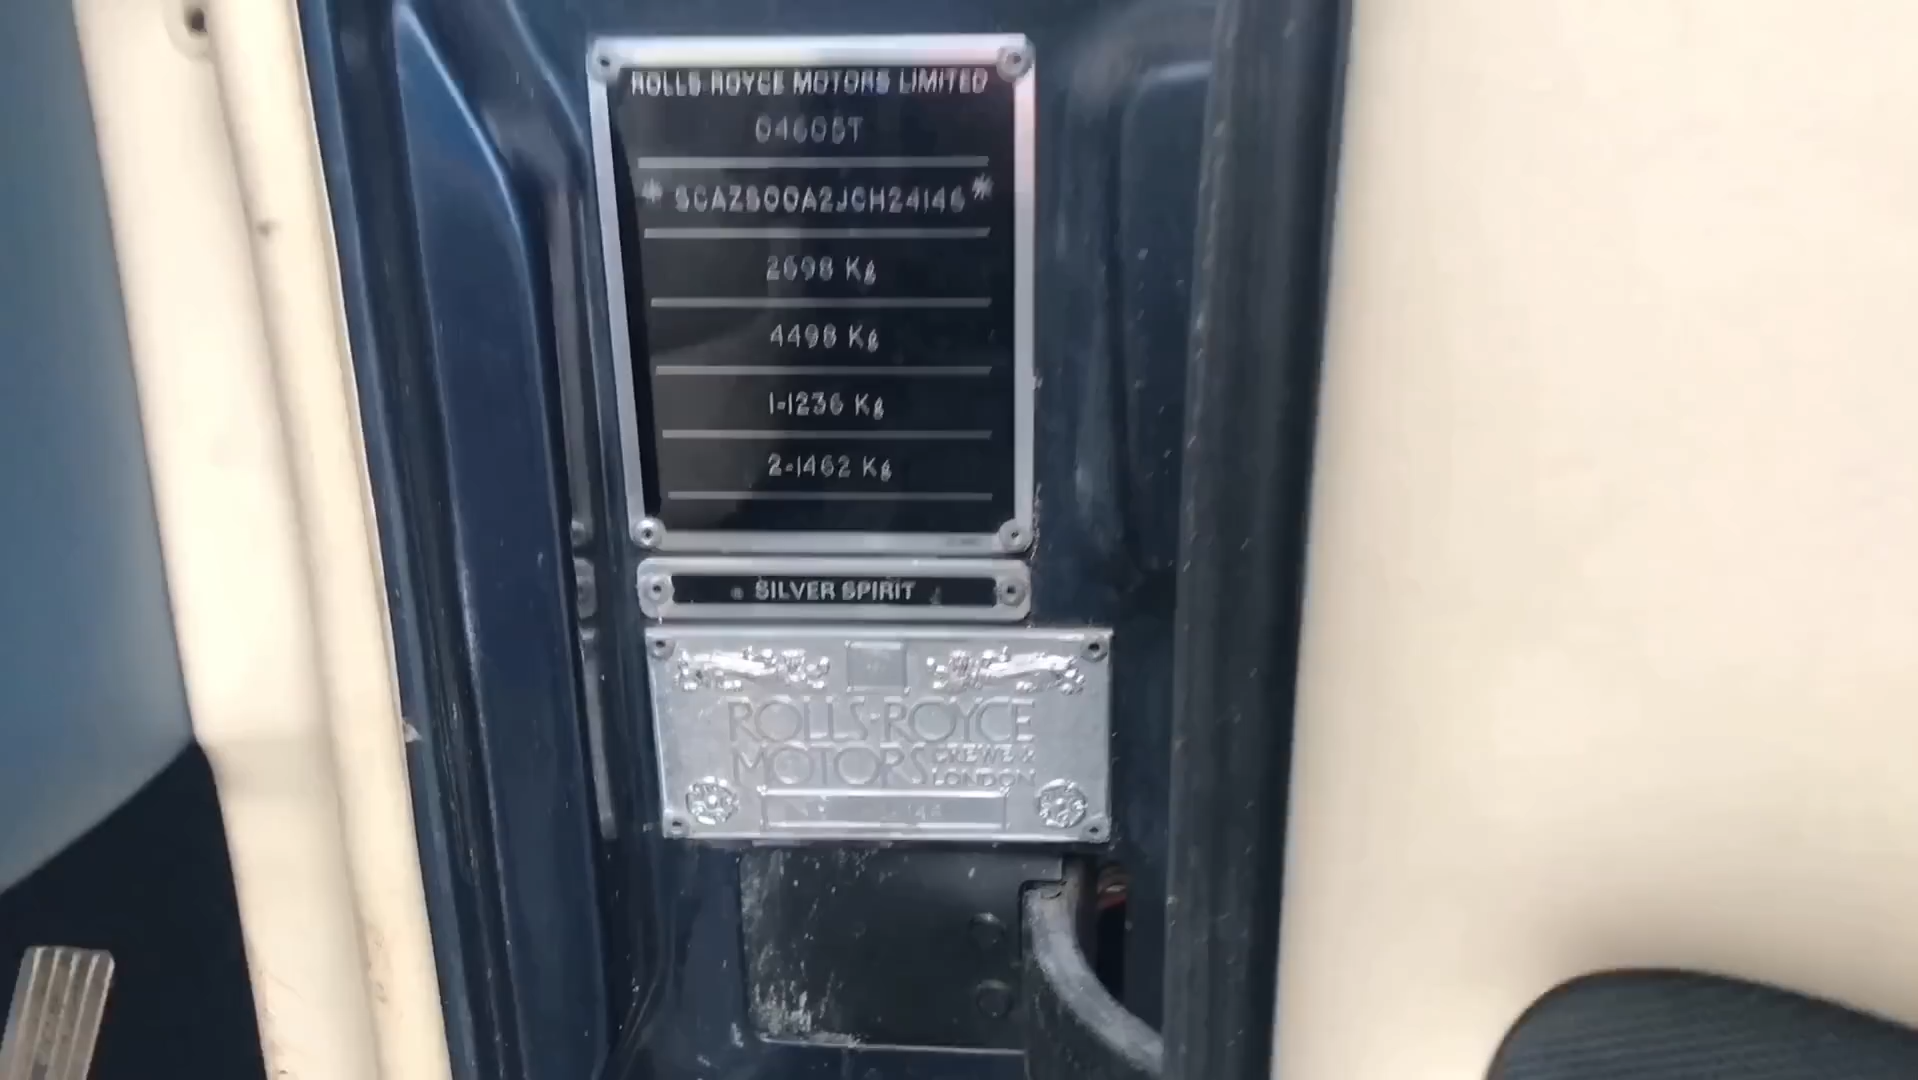 ROLLS-ROYCE MOTORS LIMITED
04605T
* SCAZS00A2JCH24146 *
2698 Kg
4498 Kg
1-1236 Kg
2-1462 Kg
SILVER SPIRIT
ROLLS-ROYCE
MOTORS CREWE &
LONDON